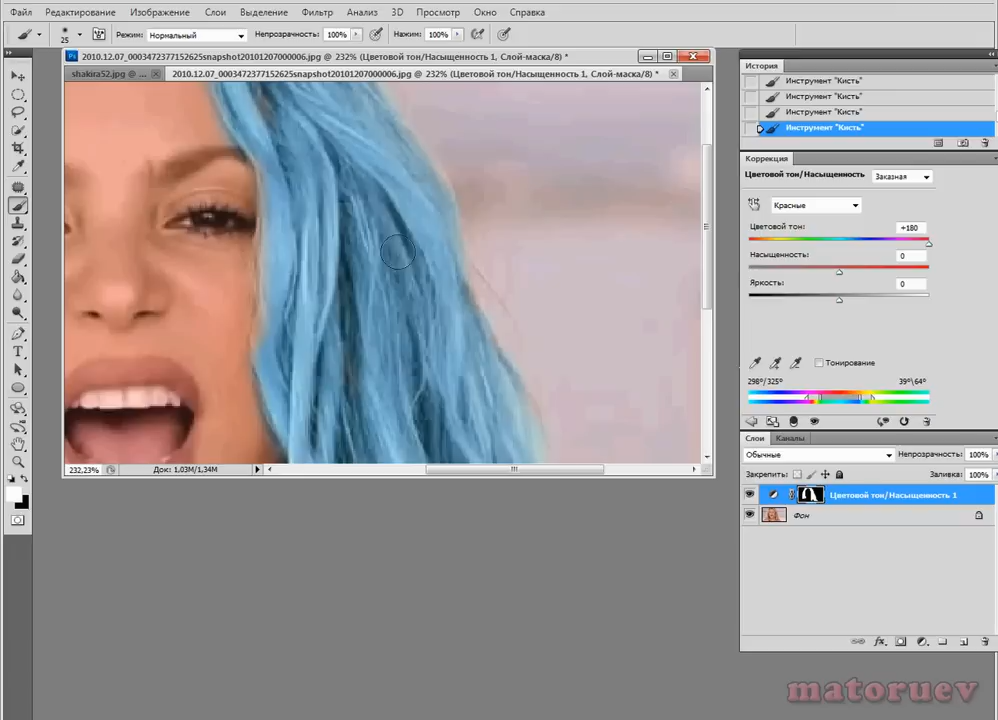 Файл Редактирование Изображение Слои Выделение Фильтр Анализ 3D Просмотр Окно Справка
25 Режим: Нормальный Непрозрачность: 100% Нажим: 100%
2010.12.07_0003472377152625snapshot20101207000006.jpg @ 232% (Цветовой тон/Насыщенность 1, Слой-маска/8) *
shakira52.jpg @ ...
2010.12.07_0003472377152625snapshot20101207000006.jpg @ 232% (Цветовой тон/Насыщенность 1, Слой-маска/8) *
История
Инструмент "Кисть"
Инструмент "Кисть"
Инструмент "Кисть"
Инструмент "Кисть"
Коррекция
Цветовой тон/Насыщенность Заказная
Красные
Цветовой тон: +180
Насыщенность: 0
Яркость: 0
Тонирование
298°/325° 39°\64°
Слои Каналы
Обычные Непрозрачность: 100%
Закрепить: Заливка: 100%
Цветовой тон/Насыщенность 1
Фон
232,23% Док: 1,03M/1,34M
matoruev